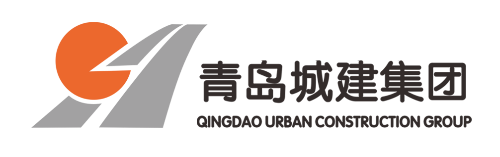 青岛城建集团
QINGDAO URBAN CONSTRUCTION GROUP